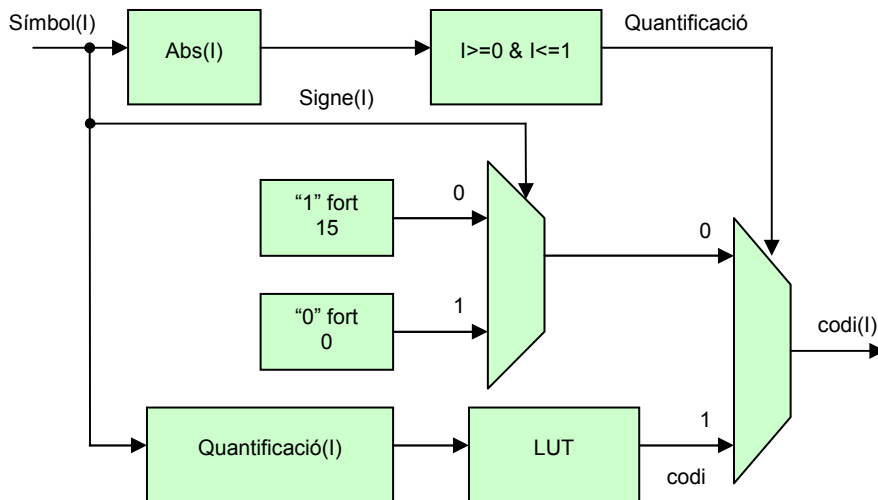 Símbol(I)
Abs(I)
I>=0 & I<=1
Quantificació
Signe(I)
“1” fort
15
0
0
“0” fort
0
1
codi(I)
Quantificació(I)
LUT
1
codi